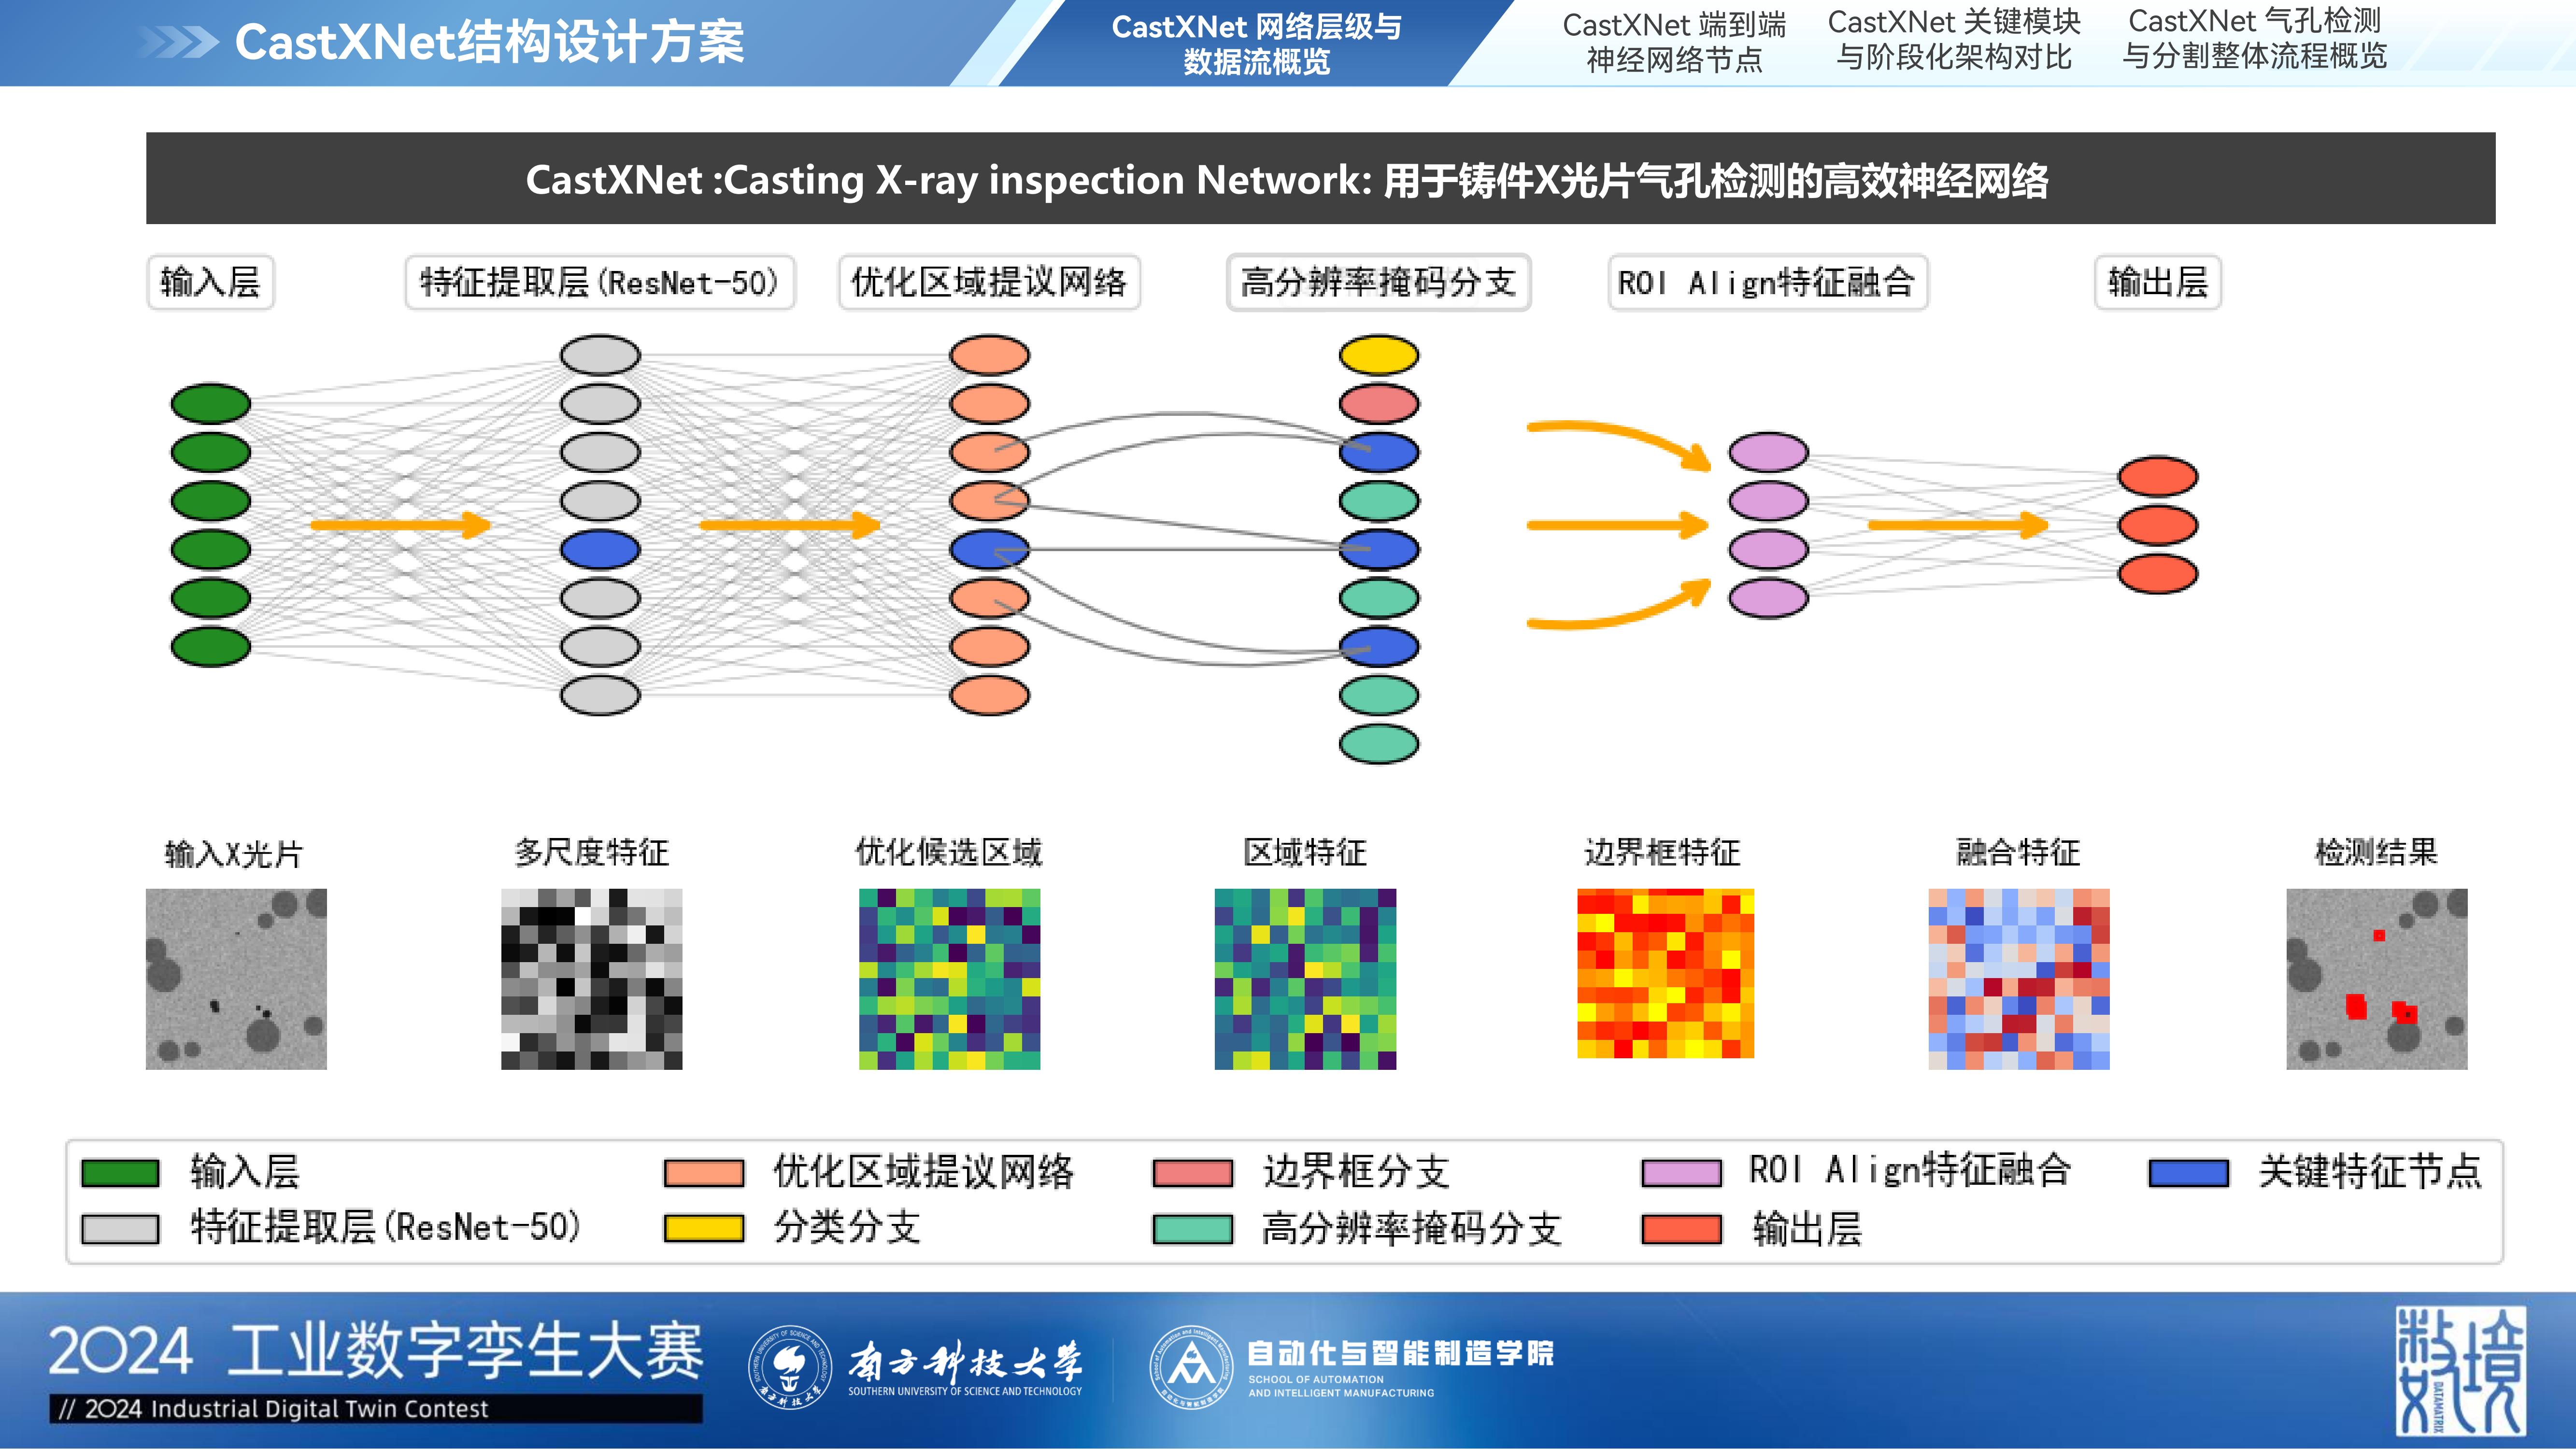 CastXNet结构设计方案
CastXNet 网络层级与
数据流概览
CastXNet 端到端
神经网络节点
CastXNet 关键模块
与阶段化架构对比
CastXNet 气孔检测
与分割整体流程概览
CastXNet :Casting X-ray inspection Network: 用于铸件X光片气孔检测的高效神经网络
输入层
特征提取层(ResNet-50)
优化区域提议网络
高分辨率掩码分支
ROI Align特征融合
输出层
输入X光片
多尺度特征
优化候选区域
区域特征
边界框特征
融合特征
检测结果
输入层
优化区域提议网络
边界框分支
ROI Align特征融合
关键特征节点
特征提取层(ResNet-50)
分类分支
高分辨率掩码分支
输出层
2024 工业数字孪生大赛
// 2024 Industrial Digital Twin Contest
南方科技大学
SOUTHERN UNIVERSITY OF SCIENCE AND TECHNOLOGY
自动化与智能制造学院
SCHOOL OF AUTOMATION
AND INTELLIGENT MANUFACTURING
数境
DATAMATRIX